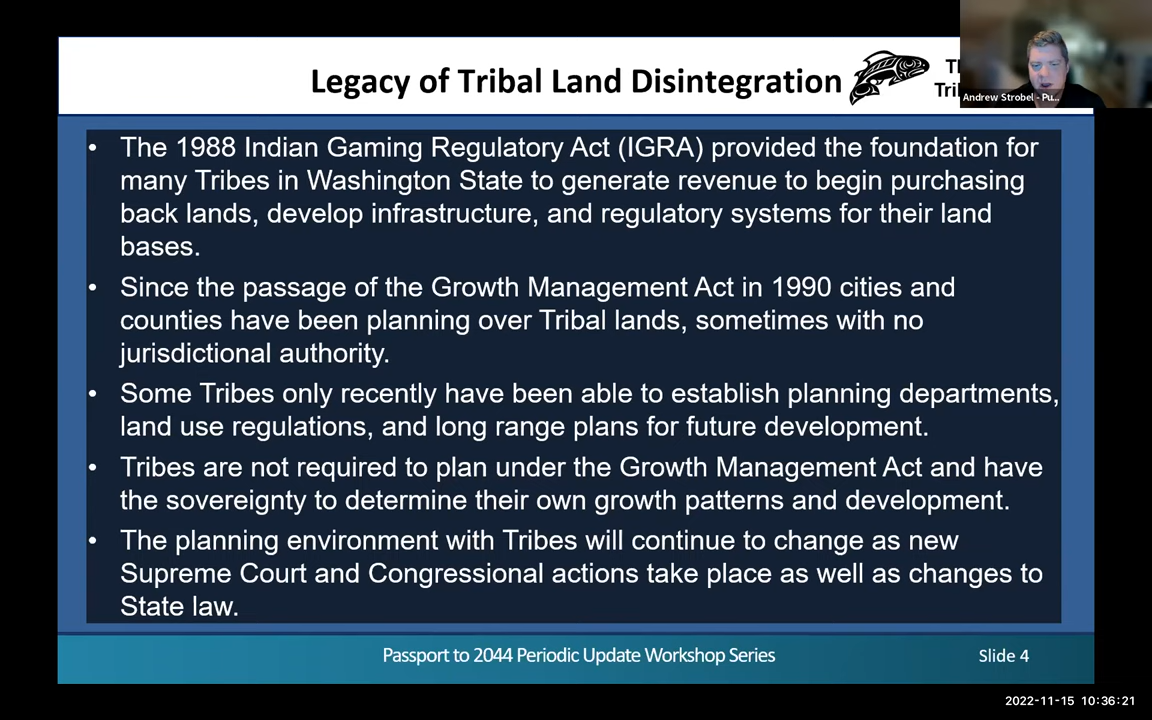 Legacy of Tribal Land Disintegration
Andrew Strobel - Pu...
• The 1988 Indian Gaming Regulatory Act (IGRA) provided the foundation for
many Tribes in Washington State to generate revenue to begin purchasing
back lands, develop infrastructure, and regulatory systems for their land
bases.
• Since the passage of the Growth Management Act in 1990 cities and
counties have been planning over Tribal lands, sometimes with no
jurisdictional authority.
• Some Tribes only recently have been able to establish planning departments,
land use regulations, and long range plans for future development.
• Tribes are not required to plan under the Growth Management Act and have
the sovereignty to determine their own growth patterns and development.
• The planning environment with Tribes will continue to change as new
Supreme Court and Congressional actions take place as well as changes to
State law.
Passport to 2044 Periodic Update Workshop Series
Slide 4
2022-11-15 10:36:21